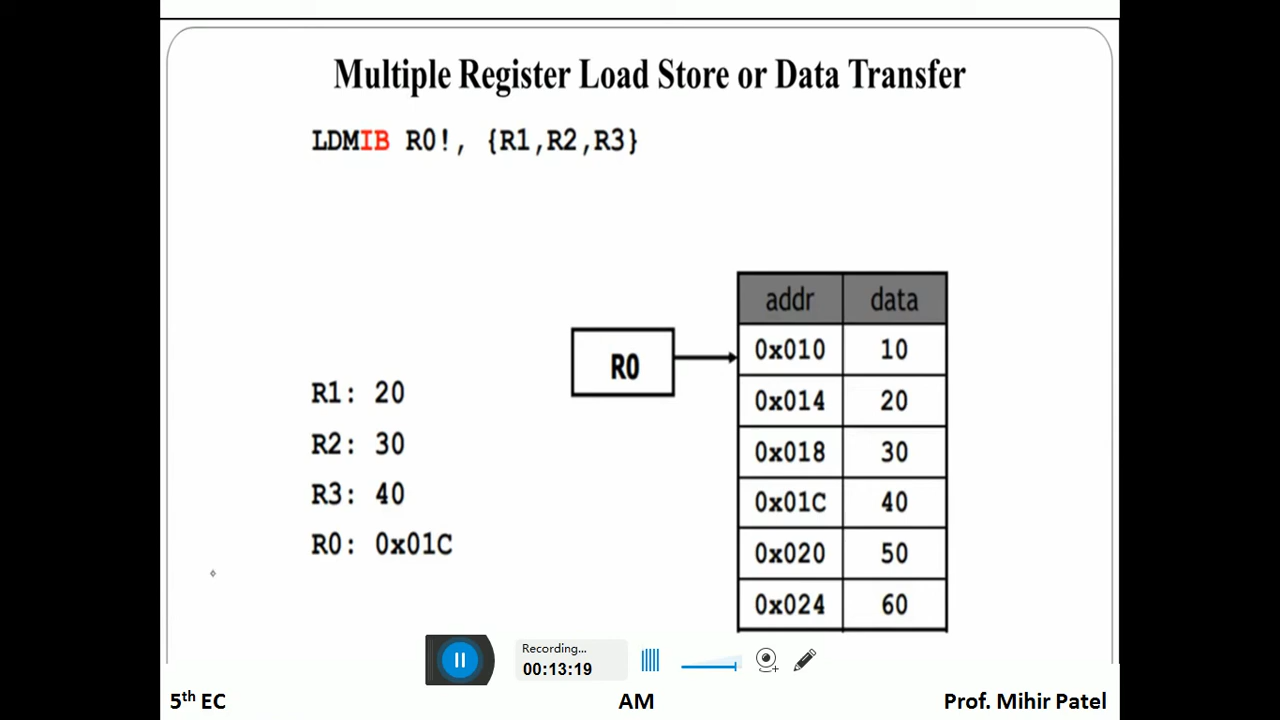 Multiple Register Load Store or Data Transfer
LDMIB R0!, {R1,R2,R3}
addr data
R0
0x010 10
0x014 20
0x018 30
0x01C 40
0x020 50
0x024 60
R1: 20
R2: 30
R3: 40
R0: 0x01C
Recording...
00:13:19
5th EC AM Prof. Mihir Patel